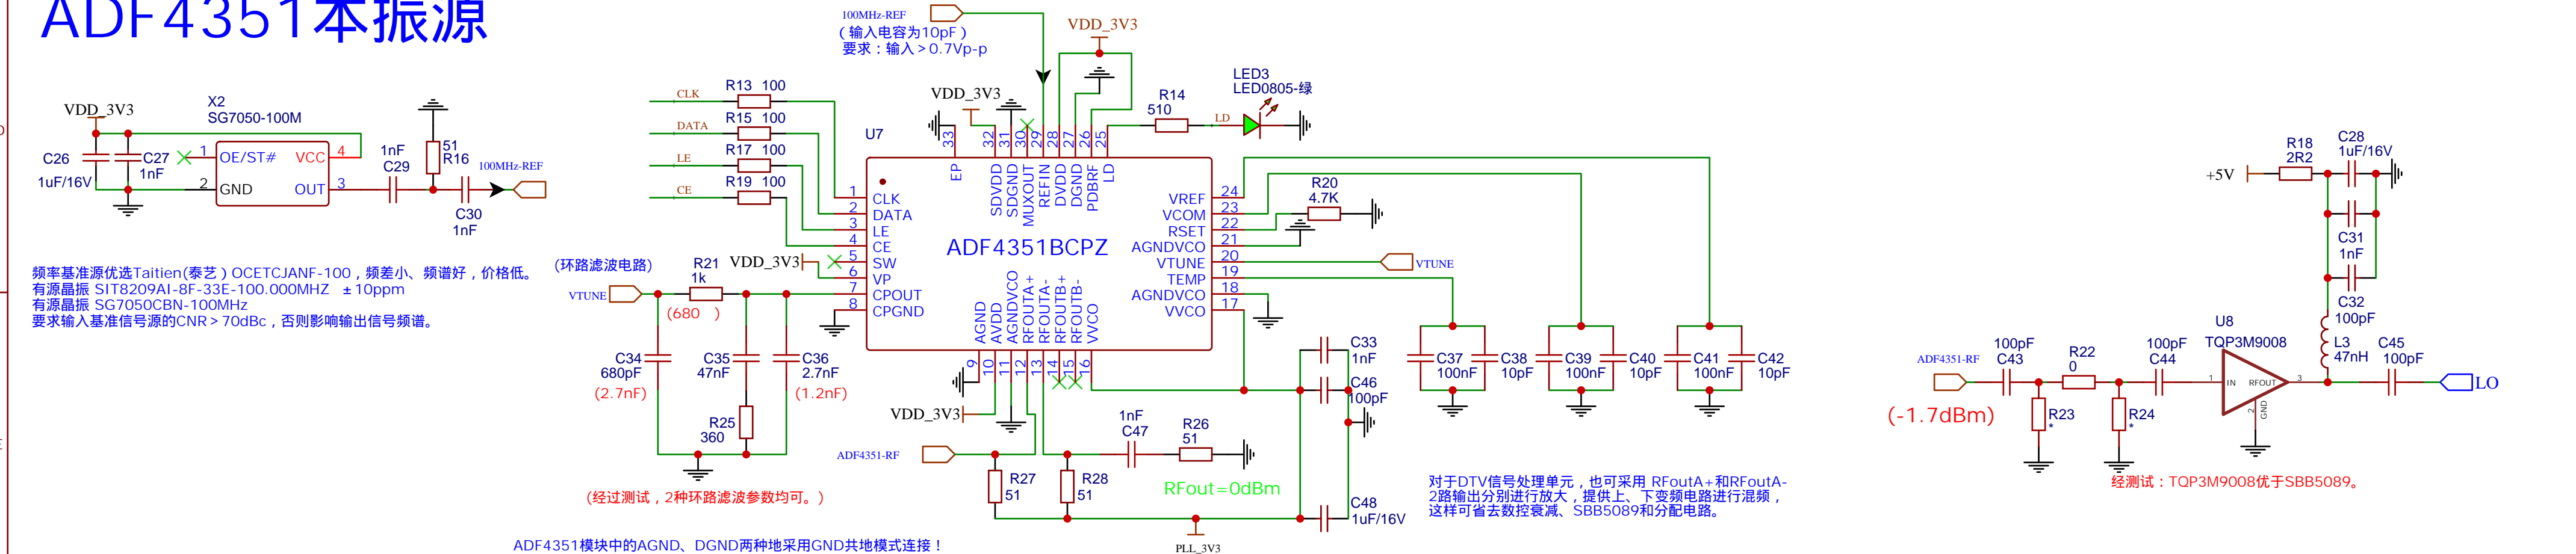 ADF4351本振源
VDD_3V3
X2
SG7050-100M
C26
1uF/16V
C27
1nF
1
OE/ST#
VCC
4
2
GND
OUT
3
1nF
C29
51
R16
100MHz-REF
C30
1nF
频率基准源优选Taitien(泰艺）OCETCJANF-100，频差小、频谱好，价格低。
有源晶振 SIT8209AI-8F-33E-100.000MHZ ±10ppm
有源晶振 SG7050CBN-100MHz
要求输入基准信号源的CNR＞70dBc，否则影响输出信号频谱。
100MHz-REF
（输入电容为10pF）
要求：输入＞0.7Vp-p
VDD_3V3
CLK
R13 100
DATA
R15 100
LE
R17 100
CE
R19 100
VDD_3V3
R14
510
LD
LED3
LED0805-绿
U7
ADF4351BCPZ
33
32
31
30
29
28
27
26
25
EP
SDVDD
SDGND
MUXOUT
REFIN
DVDD
DGND
PDBRF
LD
1 CLK
2 DATA
3 LE
4 CE
5 SW
6 VP
7 CPOUT
8 CPGND
VREF 24
VCOM 23
RSET 22
AGNDVCO 21
VTUNE 20
TEMP 19
AGNDVCO 18
VVCO 17
AGND
AVDD
AGNDVCO
RFOUTA+
RFOUTA-
RFOUTB+
RFOUTB-
VVCO
9
10
11
12
13
14
15
16
R20
4.7K
VTUNE
(环路滤波电路)
VDD_3V3
VTUNE
R21
1k
(680 )
C34
680pF
(2.7nF)
C35
47nF
C36
2.7nF
(1.2nF)
R25
360
(经过测试，2种环路滤波参数均可。)
VDD_3V3
ADF4351-RF
R27
51
R28
51
1nF
C47
R26
51
RFout=0dBm
PLL_3V3
C33
1nF
C46
100pF
C48
1uF/16V
C37
100nF
C38
10pF
C39
100nF
C40
10pF
C41
100nF
C42
10pF
对于DTV信号处理单元，也可采用 RFoutA+和RFoutA-
2路输出分别进行放大，提供上、下变频电路进行混频，
这样可省去数控衰减、SBB5089和分配电路。
ADF4351模块中的AGND、DGND两种地采用GND共地模式连接！
+5V
R18
2R2
C28
1uF/16V
C31
1nF
C32
100pF
L3
47nH
ADF4351-RF
(-1.7dBm)
100pF
C43
R22
0
R23
*
R24
*
100pF
C44
U8
TQP3M9008
1
IN
RFOUT
3
2
GND
C45
100pF
LO
经测试：TQP3M9008优于SBB5089。